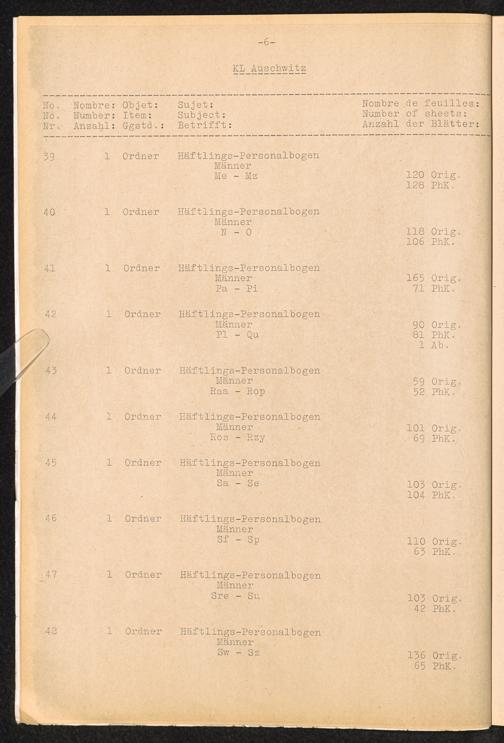 -6-
KL Auschwitz
No. Nombre: Objet: Sujet: Nombre de feuilles:
No. Number: Item: Subject: Number of sheets:
Nr. Anzahl: Ggstd.: Betrifft: Anzahl der Blätter:
39 1 Ordner Häftlings-Personalbogen
Männer
Me - Mz 120 Orig.
128 PhK.
40 1 Ordner Häftlings-Personalbogen
Männer
N - O 118 Orig.
106 PhK.
41 1 Ordner Häftlings-Personalbogen
Männer 165 Orig.
Pa - Pi 71 PhK.
42 1 Ordner Häftlings-Personalbogen
Männer 90 Orig.
Pl - Qu 81 PhK.
1 Ab.
43 1 Ordner Häftlings-Personalbogen
Männer 59 Orig.
Raa - Rop 52 PhK.
44 1 Ordner Häftlings-Personalbogen
Männer 101 Orig.
Ros - Rzy 69 PhK.
45 1 Ordner Häftlings-Personalbogen
Männer
Sa - Se 103 Orig.
104 PhK.
46 1 Ordner Häftlings-Personalbogen
Männer
Sf - Sp 110 Orig.
63 PhK.
47 1 Ordner Häftlings-Personalbogen
Männer
Sre - Su 103 Orig.
42 PhK.
48 1 Ordner Häftlings-Personalbogen
Männer
Sw - Sz 136 Orig.
65 PhK.